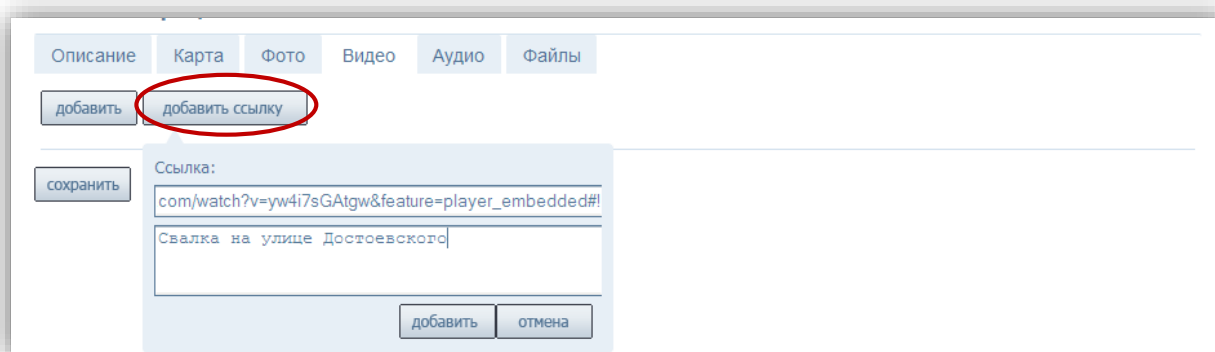 Описание Карта Фото Видео Аудио Файлы
добавить добавить ссылку
Ссылка:
сохранить
com/watch?v=yw4i7sGAtgw&feature=player_embedded#!
Свалка на улице Достоевского
добавить отмена